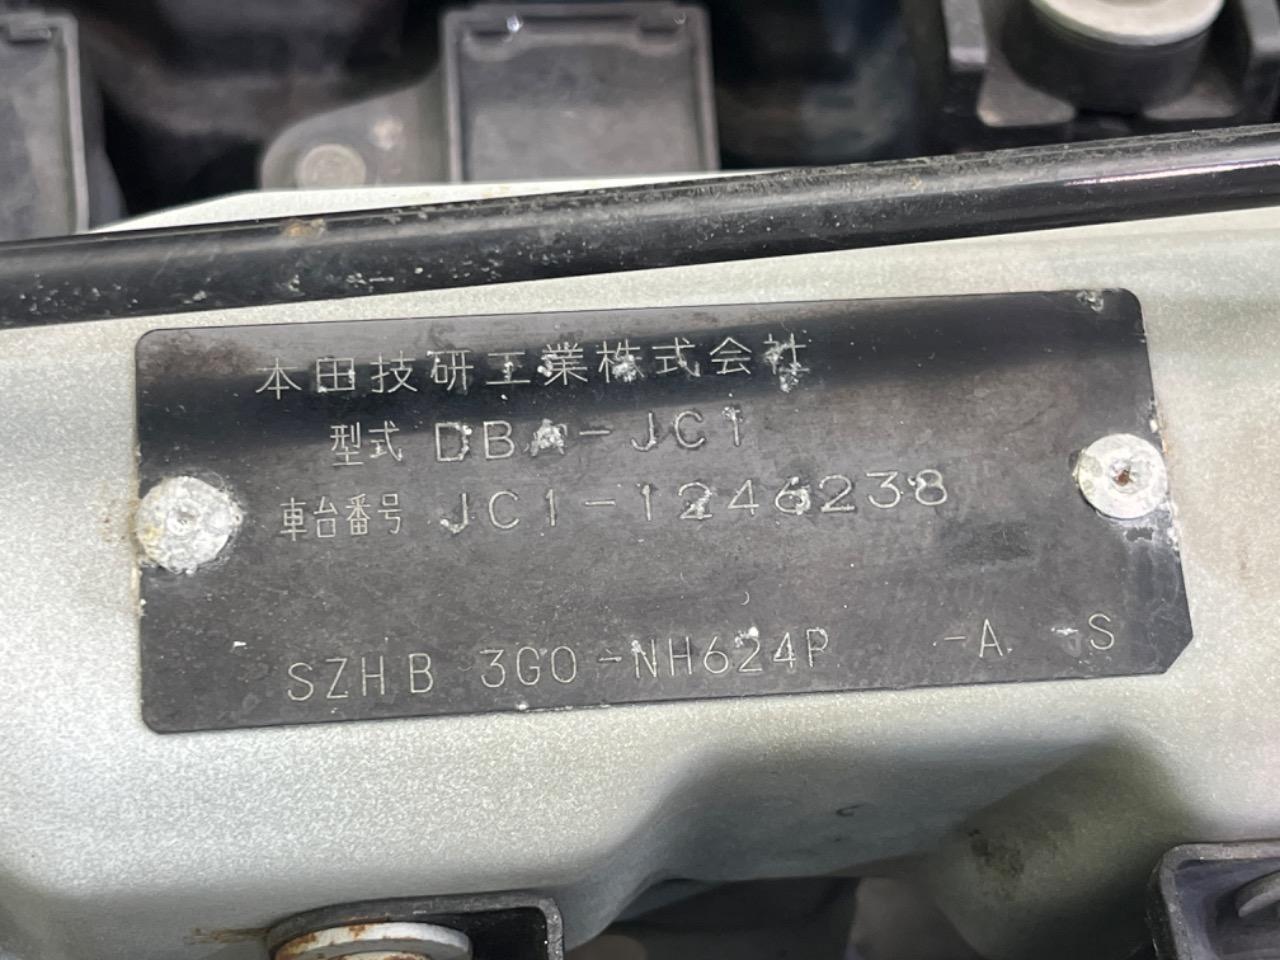 本田技研工業株式会社
型式 DBA-JC1
車台番号 JC1-1246238
SZHB 3G0-NH624P -A -S